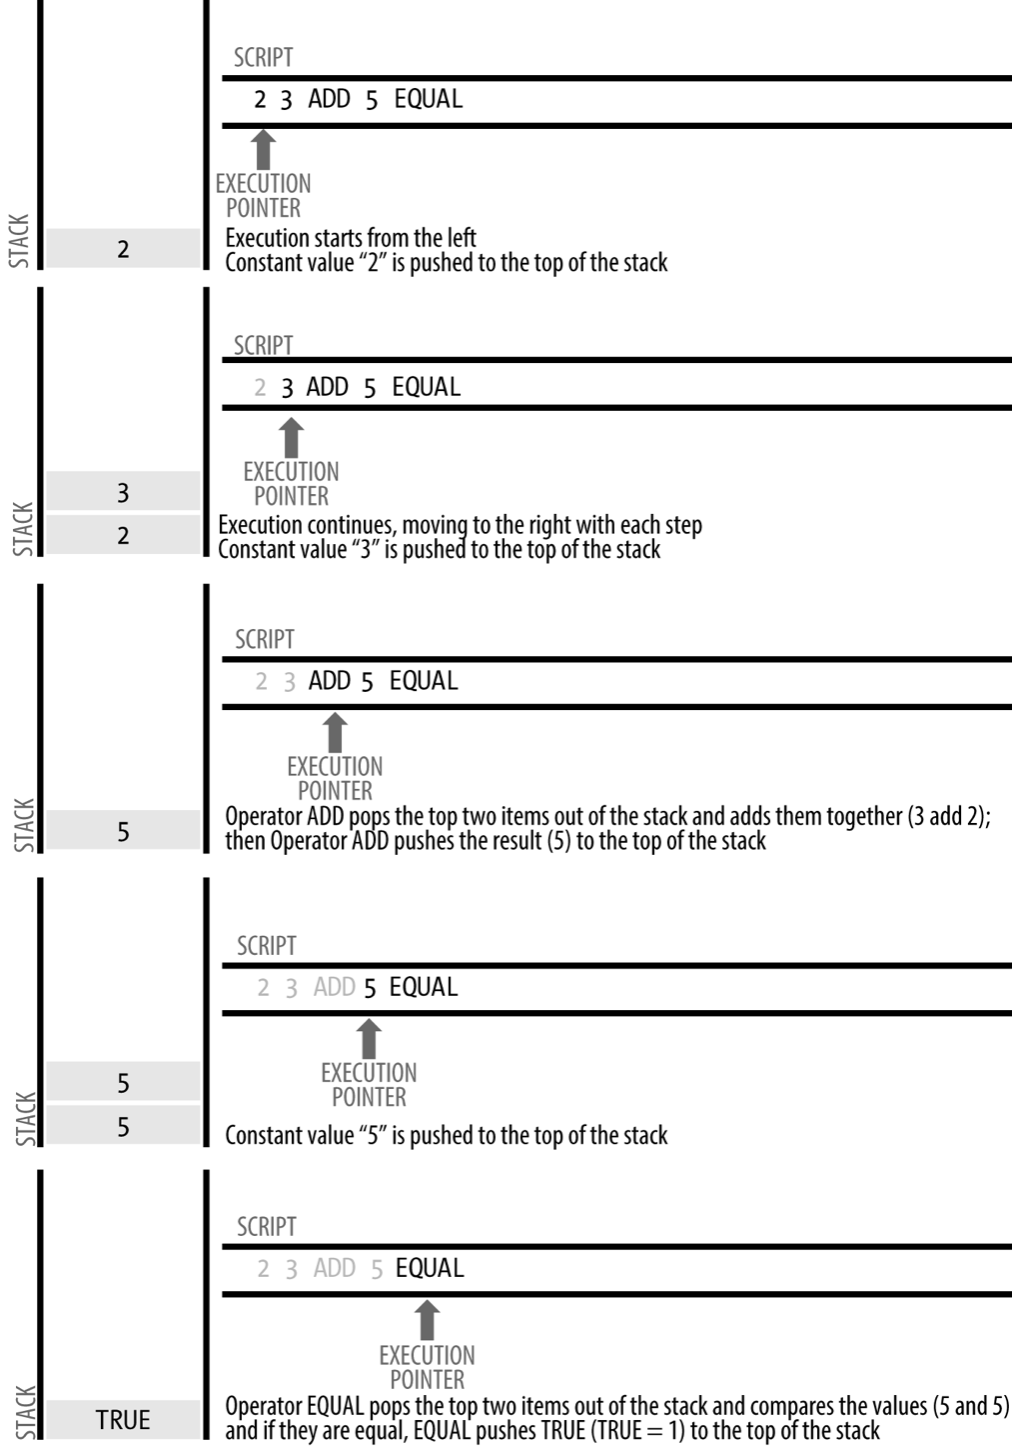 SCRIPT
2 3 ADD 5 EQUAL
EXECUTION
POINTER
STACK
2
Execution starts from the left
Constant value “2” is pushed to the top of the stack
SCRIPT
2 3 ADD 5 EQUAL
EXECUTION
POINTER
STACK
3
2
Execution continues, moving to the right with each step
Constant value “3” is pushed to the top of the stack
SCRIPT
2 3 ADD 5 EQUAL
EXECUTION
POINTER
STACK
5
Operator ADD pops the top two items out of the stack and adds them together (3 add 2);
then Operator ADD pushes the result (5) to the top of the stack
SCRIPT
2 3 ADD 5 EQUAL
EXECUTION
POINTER
STACK
5
5
Constant value “5” is pushed to the top of the stack
SCRIPT
2 3 ADD 5 EQUAL
EXECUTION
POINTER
STACK
TRUE
Operator EQUAL pops the top two items out of the stack and compares the values (5 and 5)
and if they are equal, EQUAL pushes TRUE (TRUE = 1) to the top of the stack